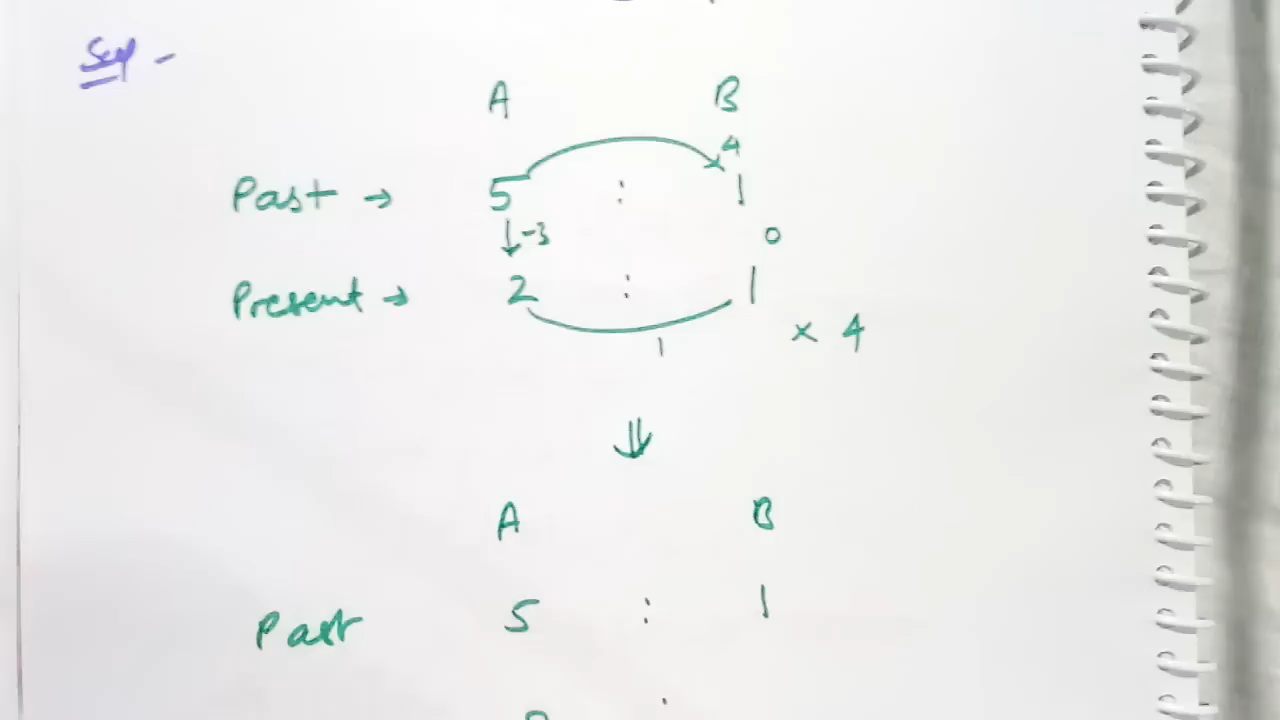 Sol -
A B
4
Past → 5 : 1
↓-3 0
Present → 2 : 1
1 × 4
⇓
A B
Past 5 : 1